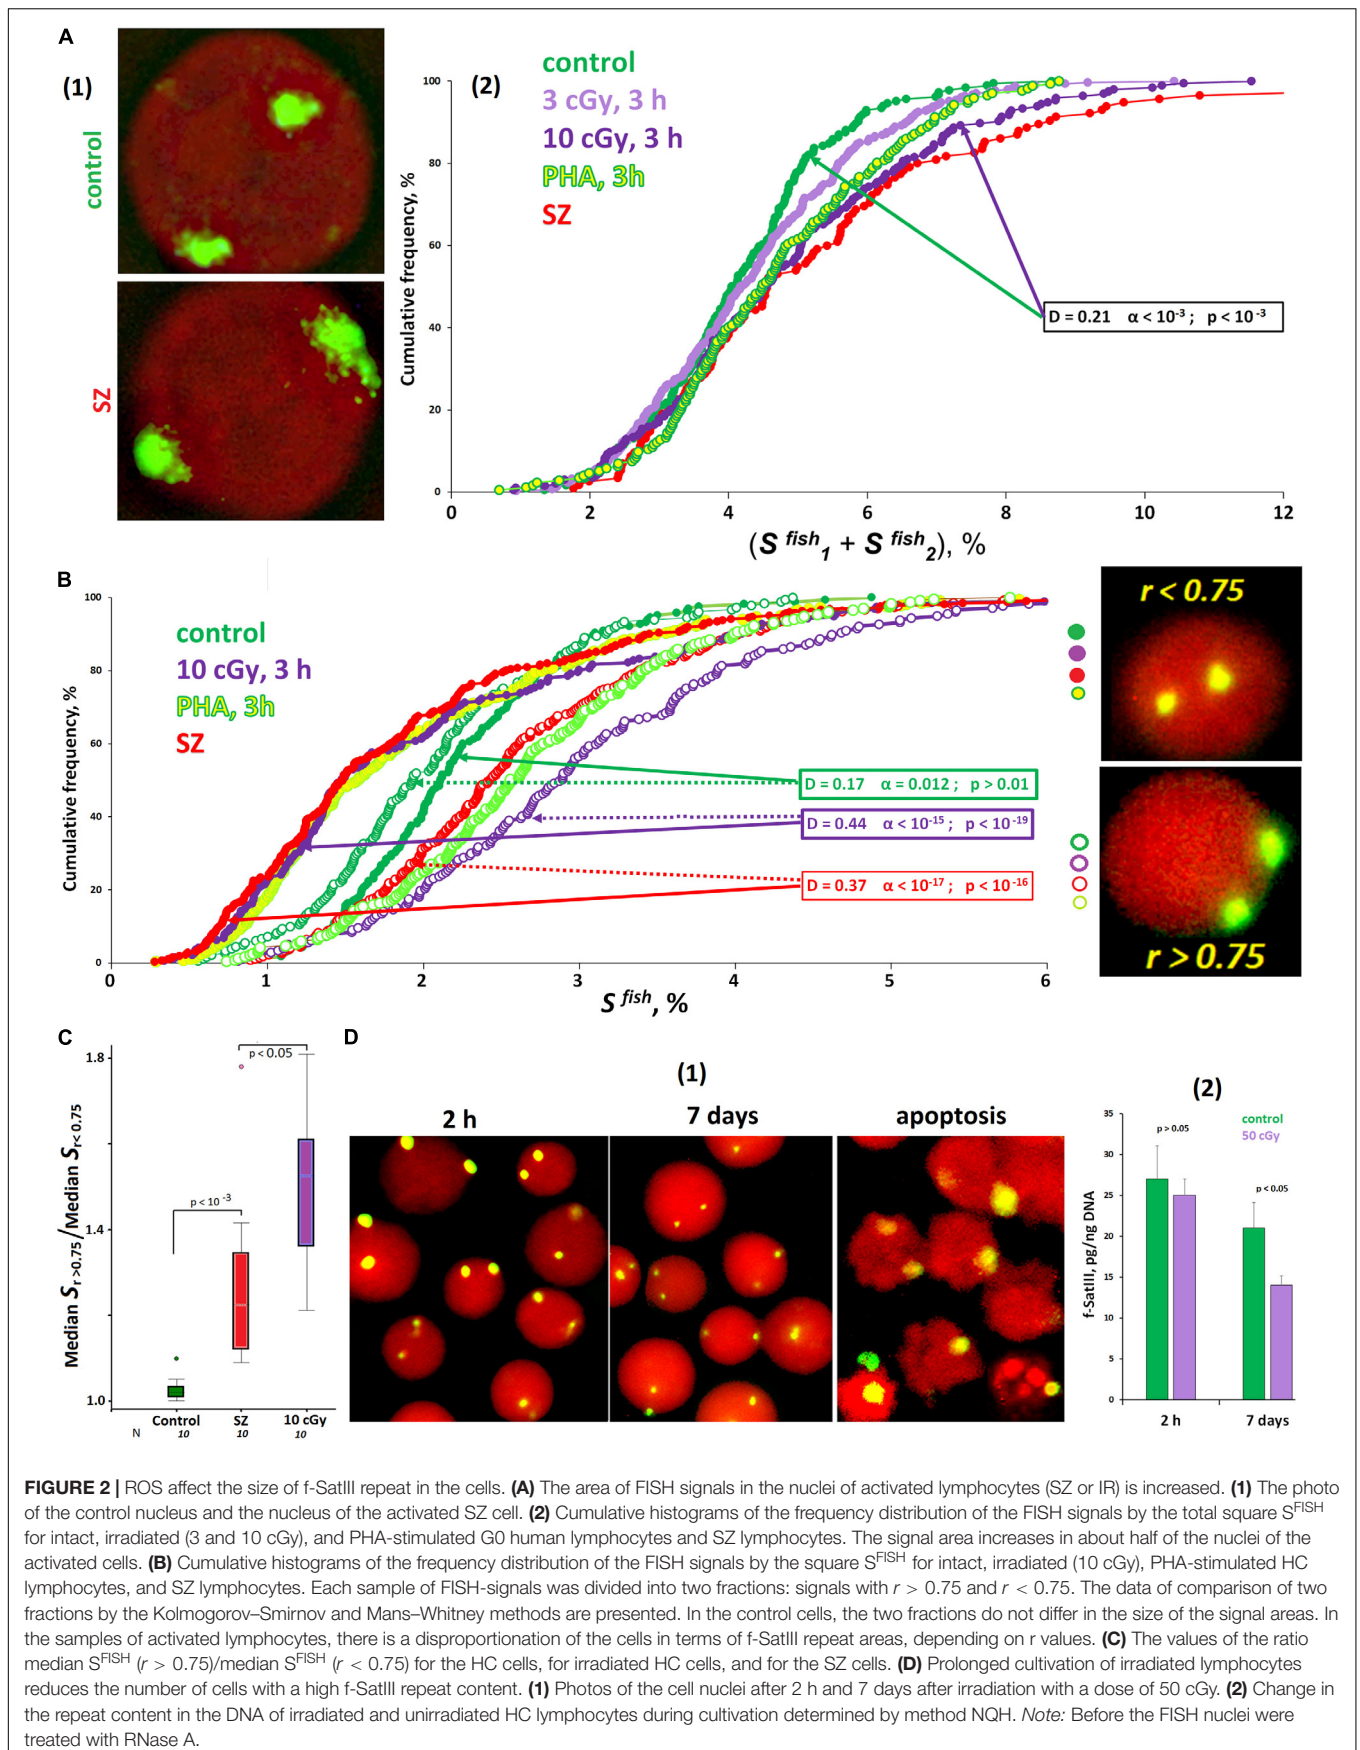 A
(1)
control
SZ
(2)
control
3 cGy, 3 h
10 cGy, 3 h
PHA, 3h
SZ
Cumulative frequency, %
100
80
60
40
20
0
D = 0.21 α < 10⁻³ ; p < 10⁻³
0 2 4 6 8 10 12
(S^fish_1 + S^fish_2), %
B
control
10 cGy, 3 h
PHA, 3h
SZ
Cumulative frequency, %
100
80
60
40
20
0
D = 0.17 α = 0.012 ; p > 0.01
D = 0.44 α < 10⁻¹⁵ ; p < 10⁻¹⁹
D = 0.37 α < 10⁻¹⁷ ; p < 10⁻¹⁶
0 1 2 3 4 5 6
S^fish, %
r < 0.75
r > 0.75
C
Median S_r >0.75 / Median S_r< 0.75
1.8
1.4
1.0
p < 0.05
p < 10⁻³
Control SZ 10 cGy
N 10 10 10
D
(1)
2 h 7 days apoptosis
(2)
f-SatIII, pg/ng DNA
35
30
25
20
15
10
5
0
control
50 cGy
p > 0.05
p < 0.05
2 h 7 days
FIGURE 2 | ROS affect the size of f-SatIII repeat in the cells. (A) The area of FISH signals in the nuclei of activated lymphocytes (SZ or IR) is increased. (1) The photo
of the control nucleus and the nucleus of the activated SZ cell. (2) Cumulative histograms of the frequency distribution of the FISH signals by the total square S^FISH
for intact, irradiated (3 and 10 cGy), and PHA-stimulated G0 human lymphocytes and SZ lymphocytes. The signal area increases in about half of the nuclei of the
activated cells. (B) Cumulative histograms of the frequency distribution of the FISH signals by the square S^FISH for intact, irradiated (10 cGy), PHA-stimulated HC
lymphocytes, and SZ lymphocytes. Each sample of FISH-signals was divided into two fractions: signals with r > 0.75 and r < 0.75. The data of comparison of two
fractions by the Kolmogorov–Smirnov and Mans–Whitney methods are presented. In the control cells, the two fractions do not differ in the size of the signal areas. In
the samples of activated lymphocytes, there is a disproportionation of the cells in terms of f-SatIII repeat areas, depending on r values. (C) The values of the ratio
median S^FISH (r > 0.75)/median S^FISH (r < 0.75) for the HC cells, for irradiated HC cells, and for the SZ cells. (D) Prolonged cultivation of irradiated lymphocytes
reduces the number of cells with a high f-SatIII repeat content. (1) Photos of the cell nuclei after 2 h and 7 days after irradiation with a dose of 50 cGy. (2) Change in
the repeat content in the DNA of irradiated and unirradiated HC lymphocytes during cultivation determined by method NQH. Note: Before the FISH nuclei were
treated with RNase A.